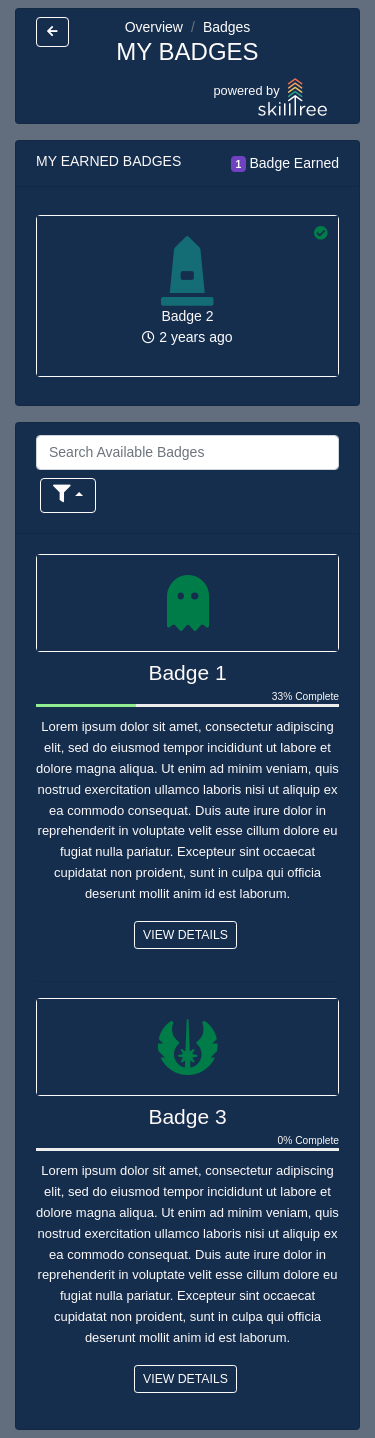 Overview / Badges
MY BADGES
powered by
skilltree
MY EARNED BADGES
1 Badge Earned
Badge 2
2 years ago
Search Available Badges
Badge 1
33% Complete
Lorem ipsum dolor sit amet, consectetur adipiscing
elit, sed do eiusmod tempor incididunt ut labore et
dolore magna aliqua. Ut enim ad minim veniam, quis
nostrud exercitation ullamco laboris nisi ut aliquip ex
ea commodo consequat. Duis aute irure dolor in
reprehenderit in voluptate velit esse cillum dolore eu
fugiat nulla pariatur. Excepteur sint occaecat
cupidatat non proident, sunt in culpa qui officia
deserunt mollit anim id est laborum.
VIEW DETAILS
Badge 3
0% Complete
Lorem ipsum dolor sit amet, consectetur adipiscing
elit, sed do eiusmod tempor incididunt ut labore et
dolore magna aliqua. Ut enim ad minim veniam, quis
nostrud exercitation ullamco laboris nisi ut aliquip ex
ea commodo consequat. Duis aute irure dolor in
reprehenderit in voluptate velit esse cillum dolore eu
fugiat nulla pariatur. Excepteur sint occaecat
cupidatat non proident, sunt in culpa qui officia
deserunt mollit anim id est laborum.
VIEW DETAILS